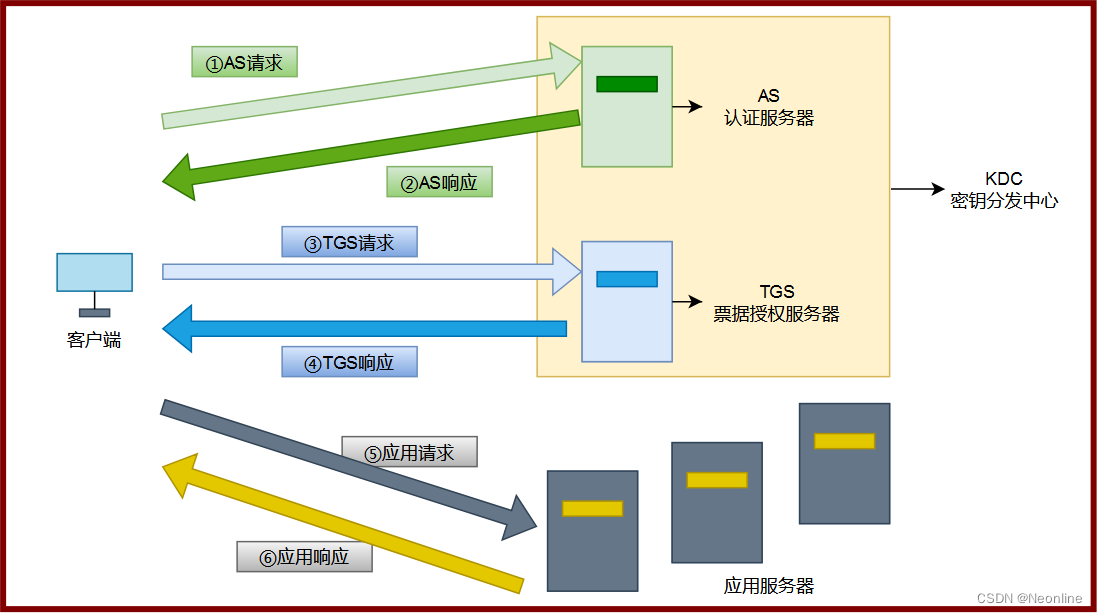 ①AS请求
AS
认证服务器
②AS响应
KDC
密钥分发中心
③TGS请求
TGS
票据授权服务器
客户端
④TGS响应
⑤应用请求
⑥应用响应
应用服务器
CSDN @Neonline